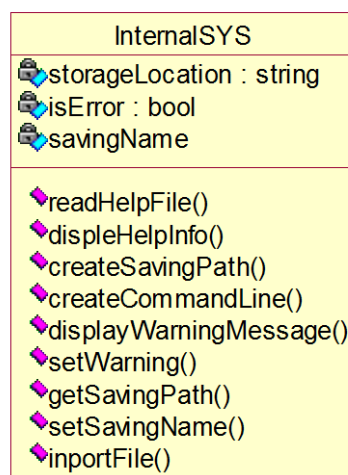 InternalSYS
storageLocation : string
isError : bool
savingName
readHelpFile()
displeHelpInfo()
createSavingPath()
createCommandLine()
displayWarningMessage()
setWarning()
getSavingPath()
setSavingName()
inportFile()